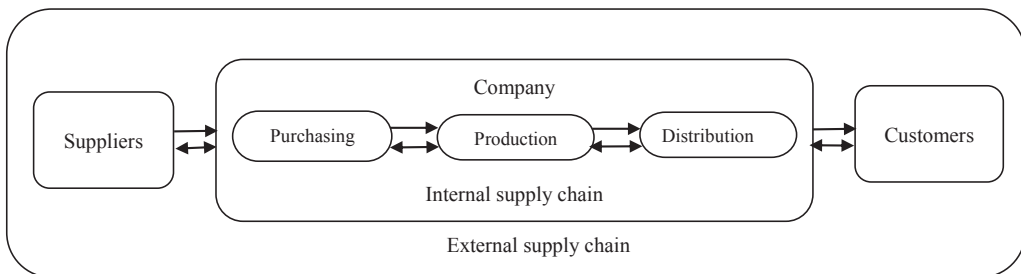 Company
Suppliers
Purchasing
Production
Distribution
Customers
Internal supply chain
External supply chain